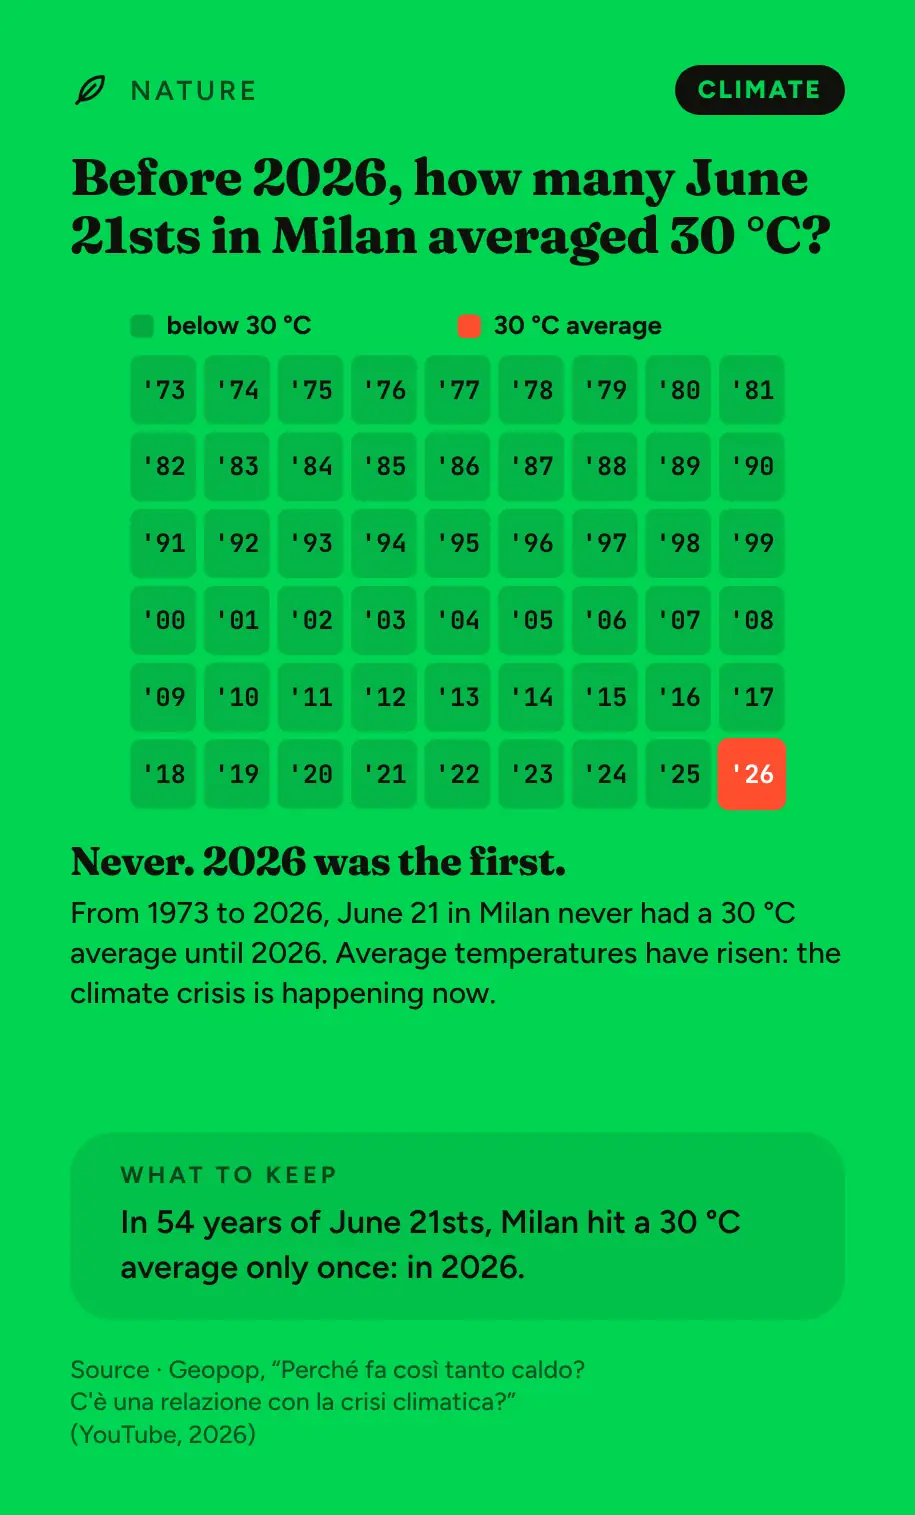 NATURE
CLIMATE
Before 2026, how many June
21sts in Milan averaged 30 °C?
below 30 °C
30 °C average
'73 '74 '75 '76 '77 '78 '79 '80 '81
'82 '83 '84 '85 '86 '87 '88 '89 '90
'91 '92 '93 '94 '95 '96 '97 '98 '99
'00 '01 '02 '03 '04 '05 '06 '07 '08
'09 '10 '11 '12 '13 '14 '15 '16 '17
'18 '19 '20 '21 '22 '23 '24 '25 '26
Never. 2026 was the first.
From 1973 to 2026, June 21 in Milan never had a 30 °C
average until 2026. Average temperatures have risen: the
climate crisis is happening now.
WHAT TO KEEP
In 54 years of June 21sts, Milan hit a 30 °C
average only once: in 2026.
Source · Geopop, “Perché fa così tanto caldo?
C'è una relazione con la crisi climatica?”
(YouTube, 2026)